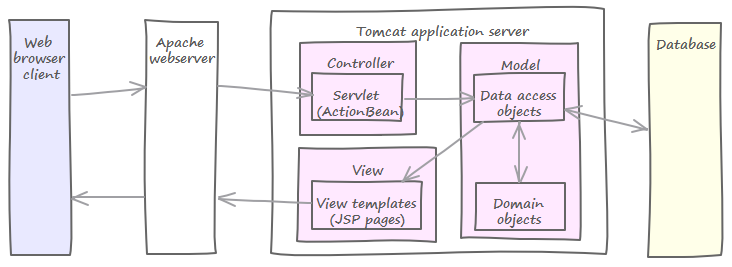 Web
browser
client
Apache
webserver
Tomcat application server
Controller
Servlet
(ActionBean)
Model
Data access
objects
View
View templates
(JSP pages)
Domain
objects
Database